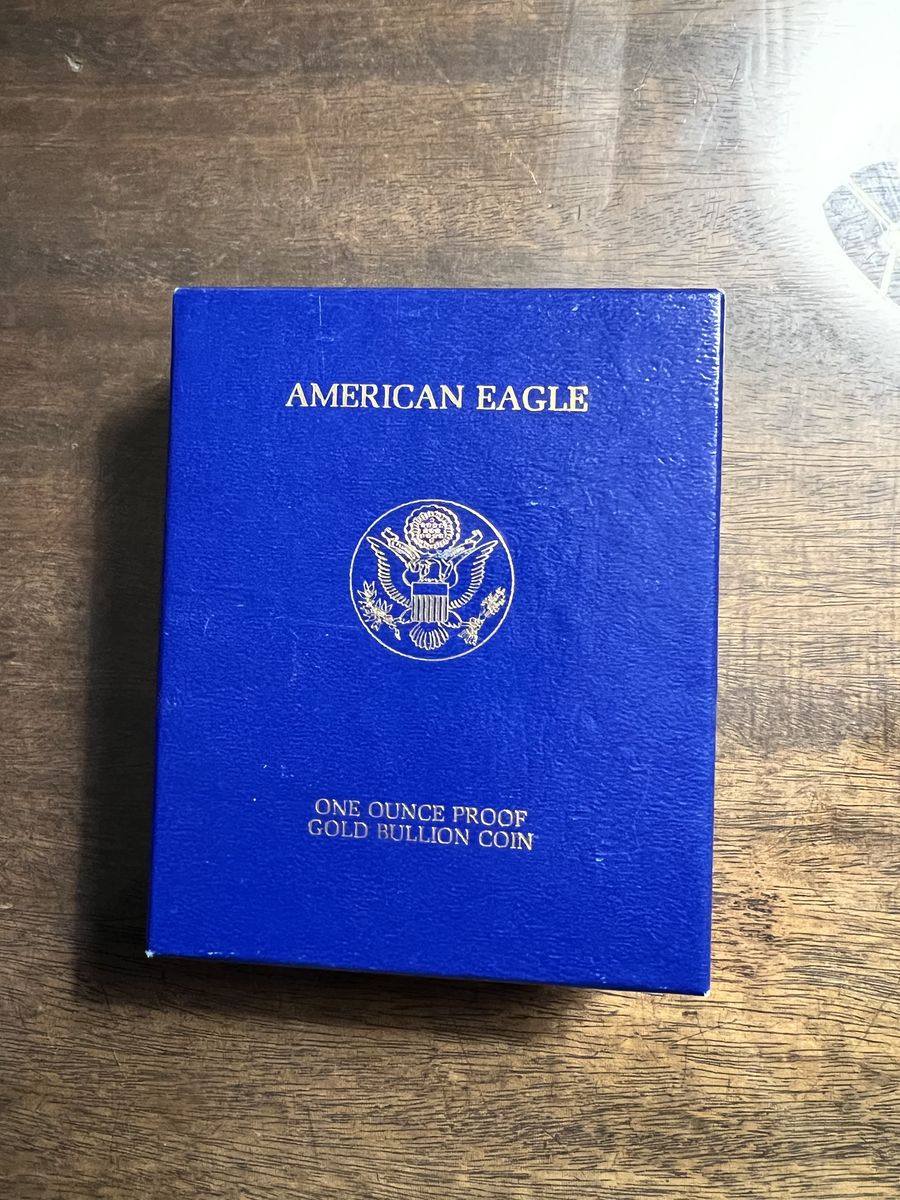 AMERICAN EAGLE
ONE OUNCE PROOF
GOLD BULLION COIN